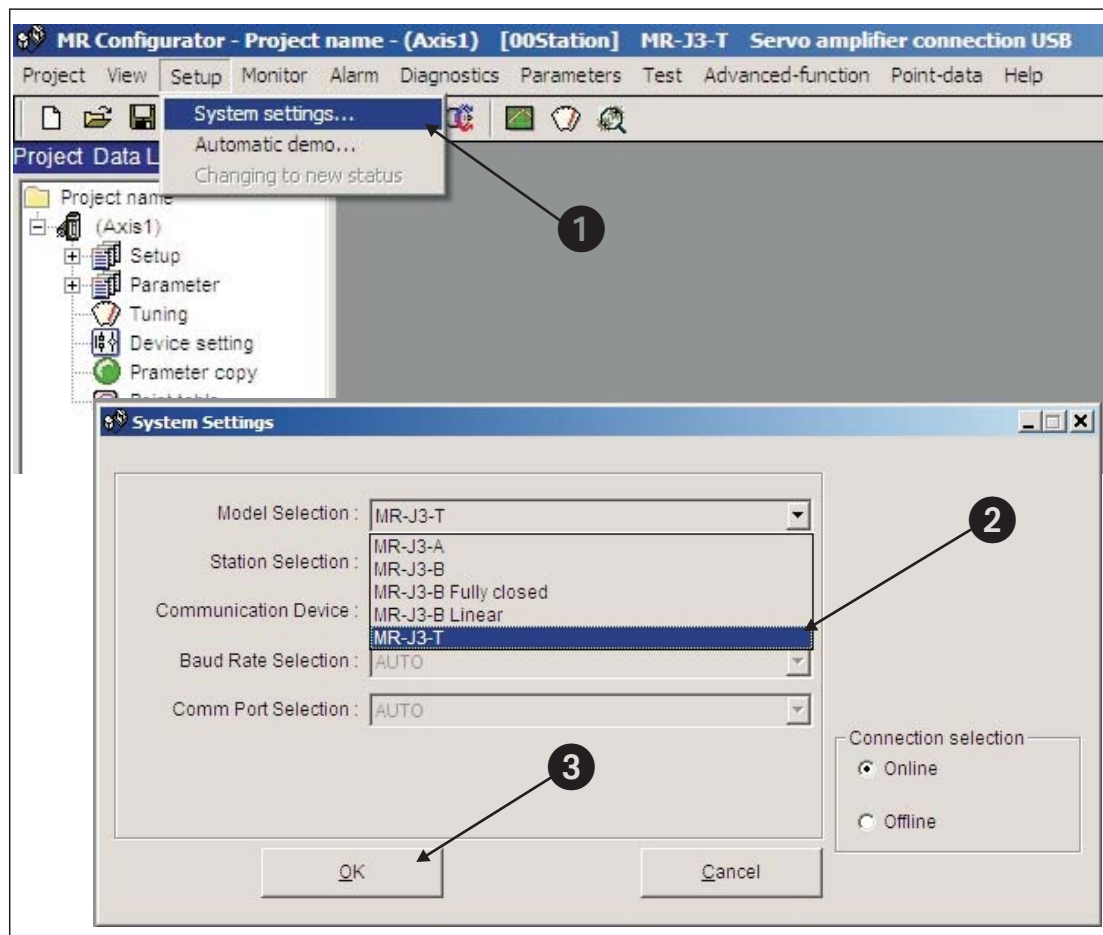 MR Configurator - Project name - (Axis1) [00Station] MR-J3-T Servo amplifier connection USB
Project View Setup Monitor Alarm Diagnostics Parameters Test Advanced-function Point-data Help
System settings...
Automatic demo...
Changing to new status
1
Project Data L
Project name
(Axis1)
Setup
Parameter
Tuning
Device setting
Prameter copy
System Settings
Model Selection : MR-J3-T
2
MR-J3-A
Station Selection : MR-J3-B
MR-J3-B Fully closed
Communication Device : MR-J3-B Linear
MR-J3-T
Baud Rate Selection : AUTO
Comm Port Selection : AUTO
Connection selection
3
Online
Offline
OK Cancel